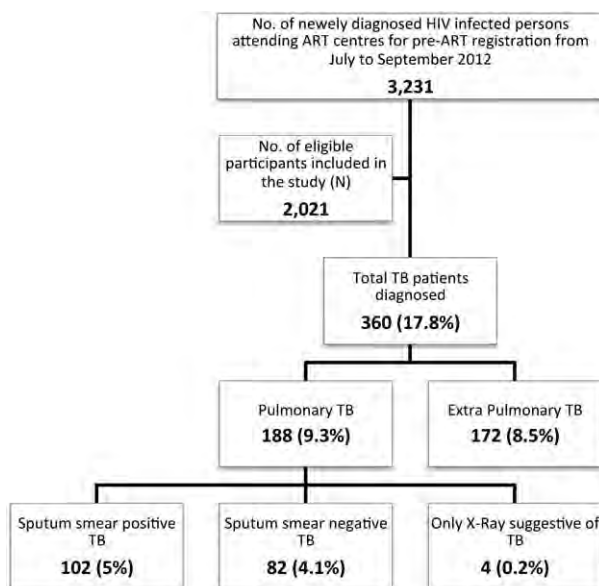 No. of newly diagnosed HIV infected persons
attending ART centres for pre-ART registration from
July to September 2012
3,231
No. of eligible
participants included in
the study (N)
2,021
Total TB patients
diagnosed
360 (17.8%)
Pulmonary TB
188 (9.3%)
Extra Pulmonary TB
172 (8.5%)
Sputum smear positive
TB
102 (5%)
Sputum smear negative
TB
82 (4.1%)
Only X-Ray suggestive of
TB
4 (0.2%)